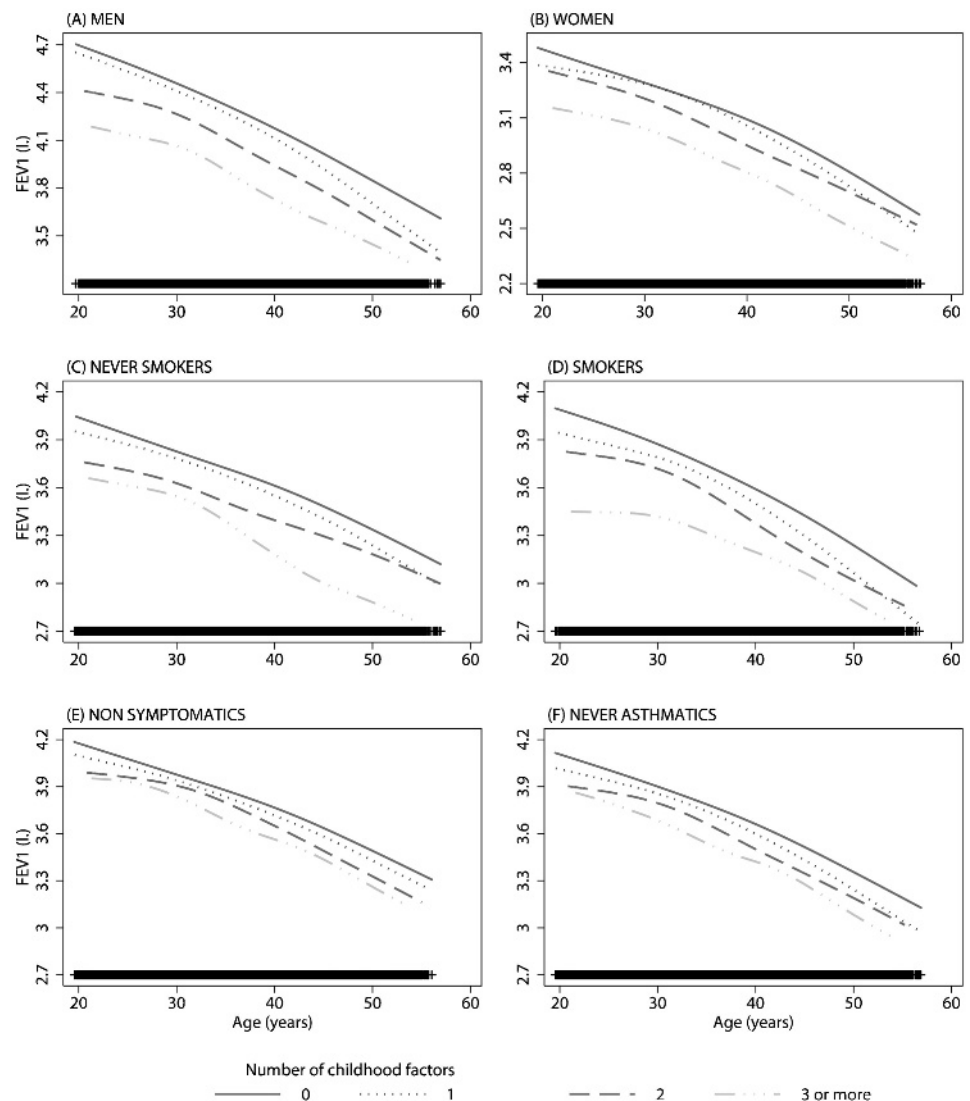 (A) MEN
4.7
4.4
4.1
3.8
3.5
FEV1 (l.)
20 30 40 50 60
(B) WOMEN
3.4
3.1
2.8
2.5
2.2
20 30 40 50 60
(C) NEVER SMOKERS
4.2
3.9
3.6
3.3
3
2.7
FEV1 (l.)
20 30 40 50 60
(D) SMOKERS
4.2
3.9
3.6
3.3
3
2.7
20 30 40 50 60
(E) NON SYMPTOMATICS
4.2
3.9
3.6
3.3
3
2.7
FEV1 (l.)
20 30 40 50 60
Age (years)
(F) NEVER ASTHMATICS
4.2
3.9
3.6
3.3
3
2.7
20 30 40 50 60
Age (years)
Number of childhood factors
0 1 2 3 or more